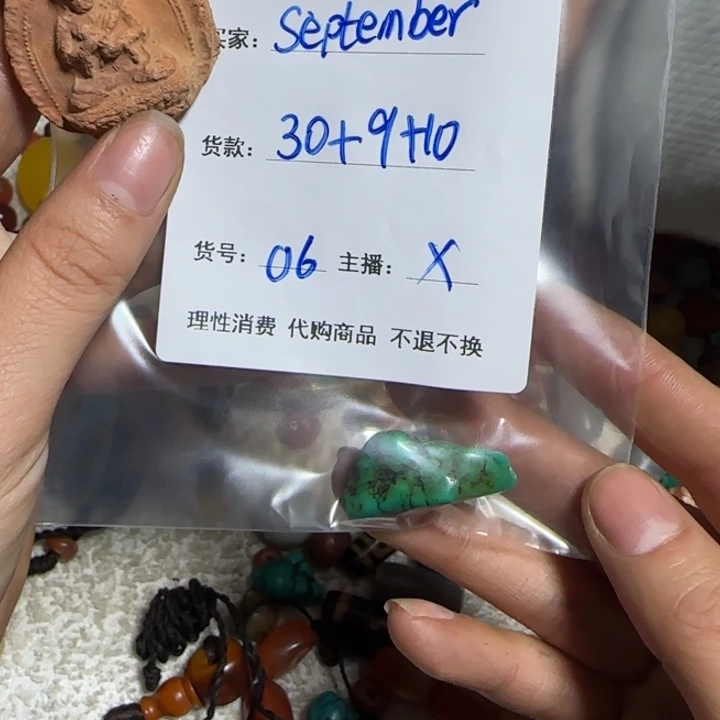 买家: September
货款: 30+9+10
货号: 06 主播: X
理性消费 代购商品 不退不换